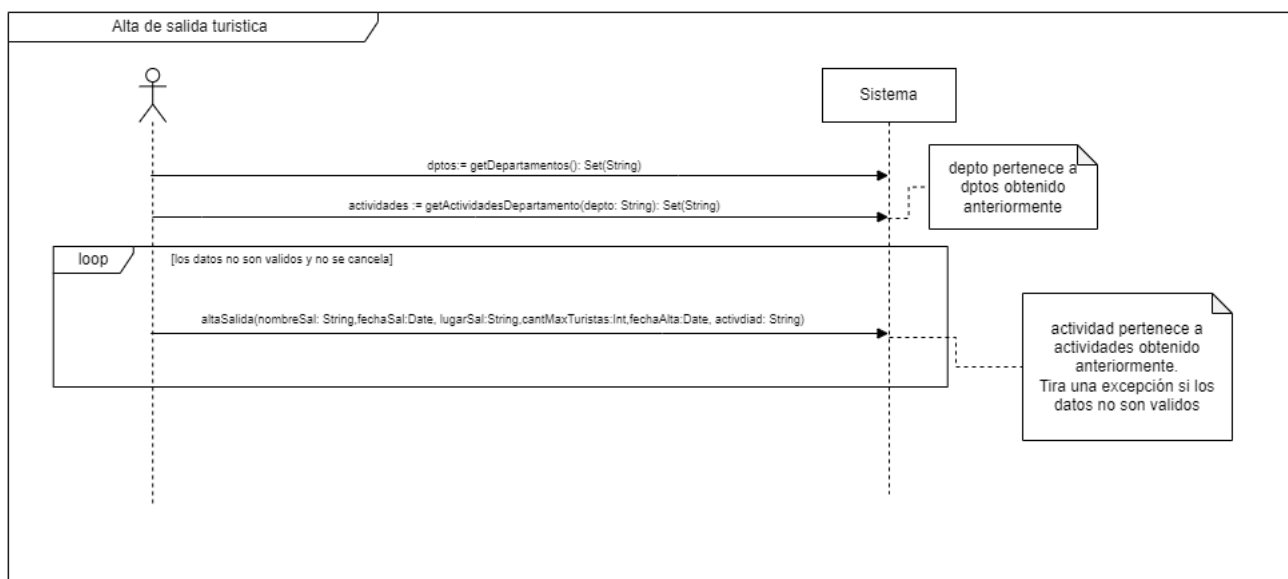 Alta de salida turistica
Sistema
dptos:= getDepartamentos(): Set(String)
depto pertenece a
dptos obtenido
anteriormente
actividades := getActividadesDepartamento(depto: String): Set(String)
loop
[los datos no son validos y no se cancela]
altaSalida(nombreSal: String,fechaSal:Date, lugarSal:String,cantMaxTuristas:Int,fechaAlta:Date, activdiad: String)
actividad pertenece a
actividades obtenido
anteriormente.
Tira una excepción si los
datos no son validos